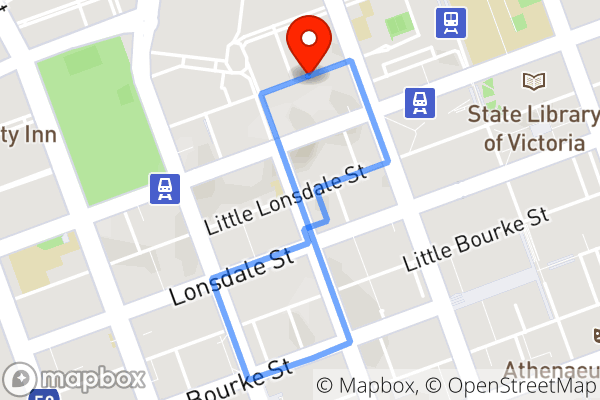 State Library
of Victoria
ty Inn
Little Lonsdale St
Little Bourke St
Lonsdale St
Bourke St
Athenaeu
mapbox
© Mapbox, © OpenStreetMap